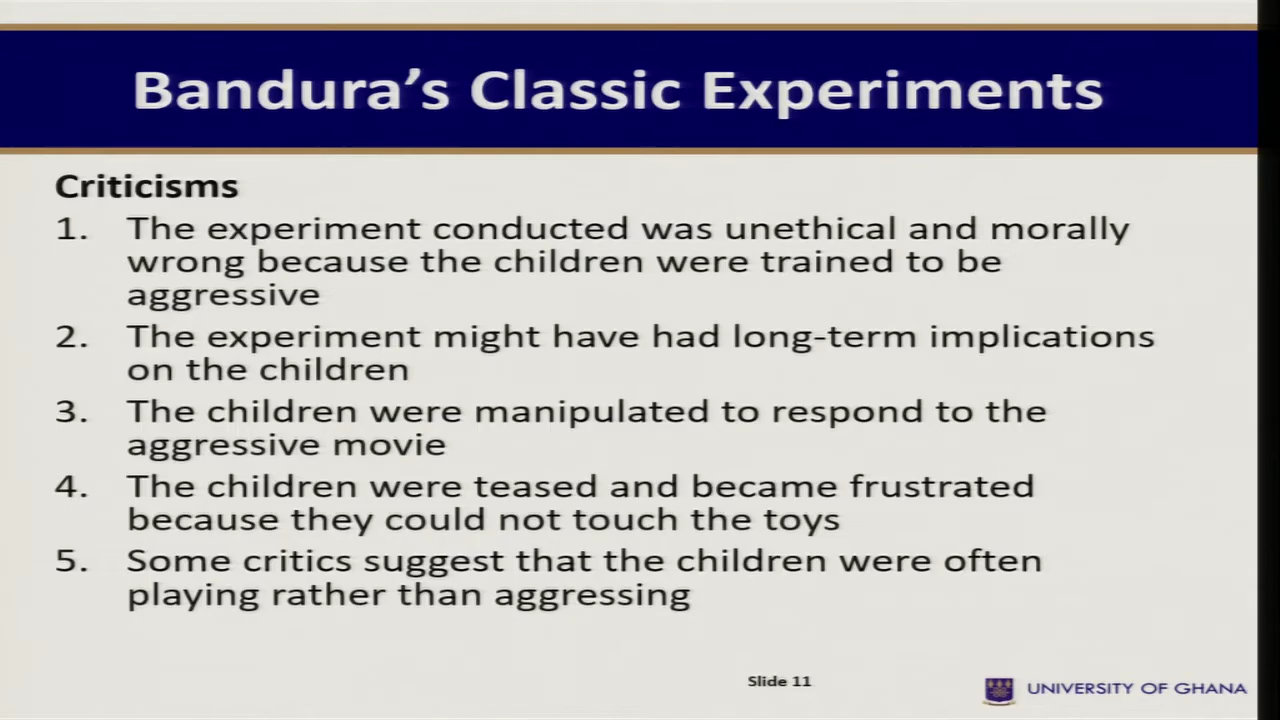 Bandura's Classic Experiments
Criticisms
1. The experiment conducted was unethical and morally
wrong because the children were trained to be
aggressive
2. The experiment might have had long-term implications
on the children
3. The children were manipulated to respond to the
aggressive movie
4. The children were teased and became frustrated
because they could not touch the toys
5. Some critics suggest that the children were often
playing rather than aggressing
Slide 11
UNIVERSITY OF GHANA